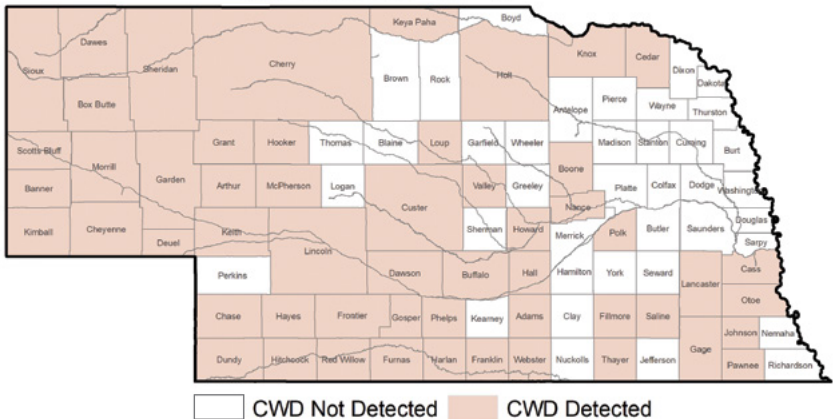 Keya Paha
Boyd
Dawes
Knox
Cedar
Sioux
Sheridan
Cherry
Brown
Rock
Holt
Dixon
Dakota
Box Butte
Antelope
Pierce
Wayne
Thurston
Grant
Hooker
Thomas
Blaine
Loup
Garfield
Wheeler
Madison
Stanton
Cuming
Burt
Scotts Bluff
Morrill
Garden
Boone
Banner
Arthur
McPherson
Logan
Valley
Greeley
Platte
Colfax
Dodge
Washington
Custer
Nance
Kimball
Cheyenne
Deuel
Keith
Lincoln
Sherman
Howard
Merrick
Polk
Butler
Saunders
Douglas
Sarpy
Perkins
Dawson
Buffalo
Hall
Hamilton
York
Seward
Lancaster
Cass
Otoe
Chase
Hayes
Frontier
Gosper
Phelps
Kearney
Adams
Clay
Fillmore
Saline
Johnson
Nemaha
Dundy
Hitchcock
Red Willow
Furnas
Harlan
Franklin
Webster
Nuckolls
Thayer
Jefferson
Gage
Pawnee
Richardson
CWD Not Detected
CWD Detected